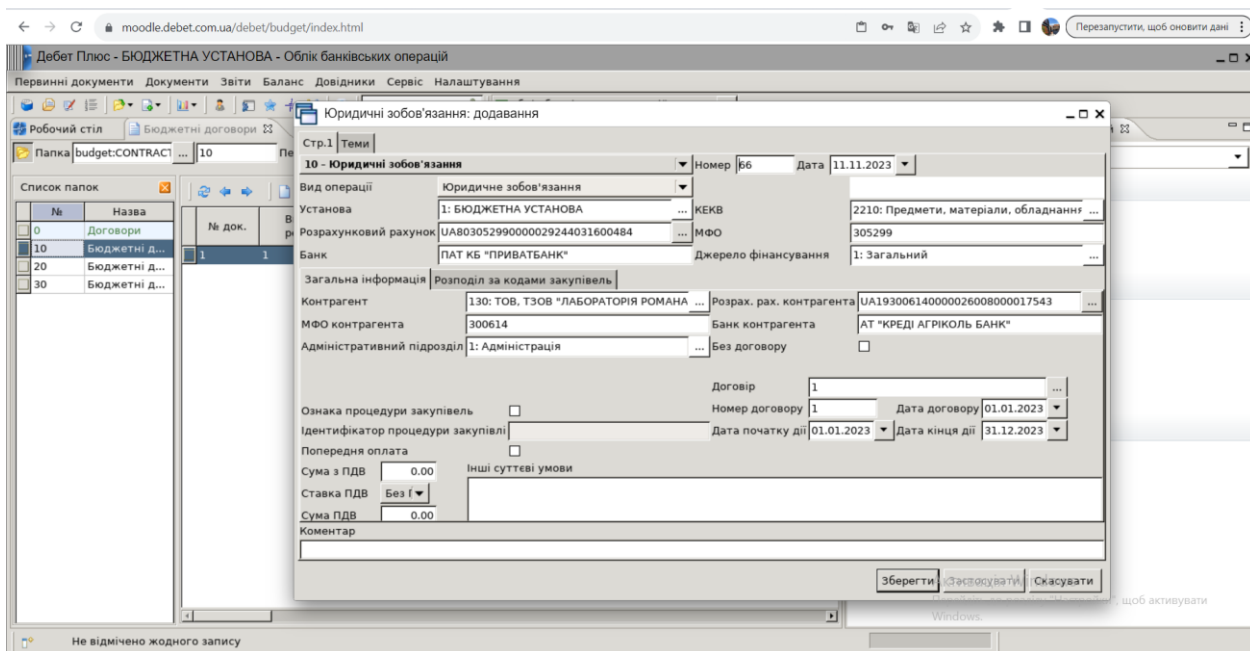 moodle.debet.com.ua/debet/budget/index.html Перезапустити, щоб оновити дані
Дебет Плюс - БЮДЖЕТНА УСТАНОВА - Облік банківських операцій
Первинні документи Документи Звіти Баланс Довідники Сервіс Налаштування
Робочий стіл Бюджетні договори
Папка budget:CONTRACT ... 10 Пе
Список папок
№ Назва
0 Договори
10 Бюджетні д...
20 Бюджетні д...
30 Бюджетні д...
№ док. В
1 1
Юридичні зобов'язання: додавання
Стр.1 Теми
10 - Юридичні зобов'язання Номер 66 Дата 11.11.2023
Вид операції Юридичне зобов'язання
Установа 1: БЮДЖЕТНА УСТАНОВА ... КЕКВ 2210: Предмети, матеріали, обладнання ...
Розрахунковий рахунок UA803052990000029244031600484 ... МФО 305299
Банк ПАТ КБ "ПРИВАТБАНК" Джерело фінансування 1: Загальний ...
Загальна інформація Розподіл за кодами закупівель
Контрагент 130: ТОВ, ТЗОВ "ЛАБОРАТОРІЯ РОМАНА ... Розрах. рах. контрагента UA193006140000026008000017543 ...
МФО контрагента 300614 Банк контрагента АТ "КРЕДІ АГРІКОЛЬ БАНК"
Адміністративний підрозділ 1: Адміністрація ... Без договору
Договір 1 ...
Ознака процедури закупівель Номер договору 1 Дата договору 01.01.2023
Ідентифікатор процедури закупівлі Дата початку дії 01.01.2023 Дата кінця дії 31.12.2023
Попередня оплата
Сума з ПДВ 0.00 Інші суттєві умови
Ставка ПДВ Без
Сума ПДВ 0.00
Коментар
Зберегти Застосувати Скасувати
щоб активувати
Windows.
Не відмічено жодного запису